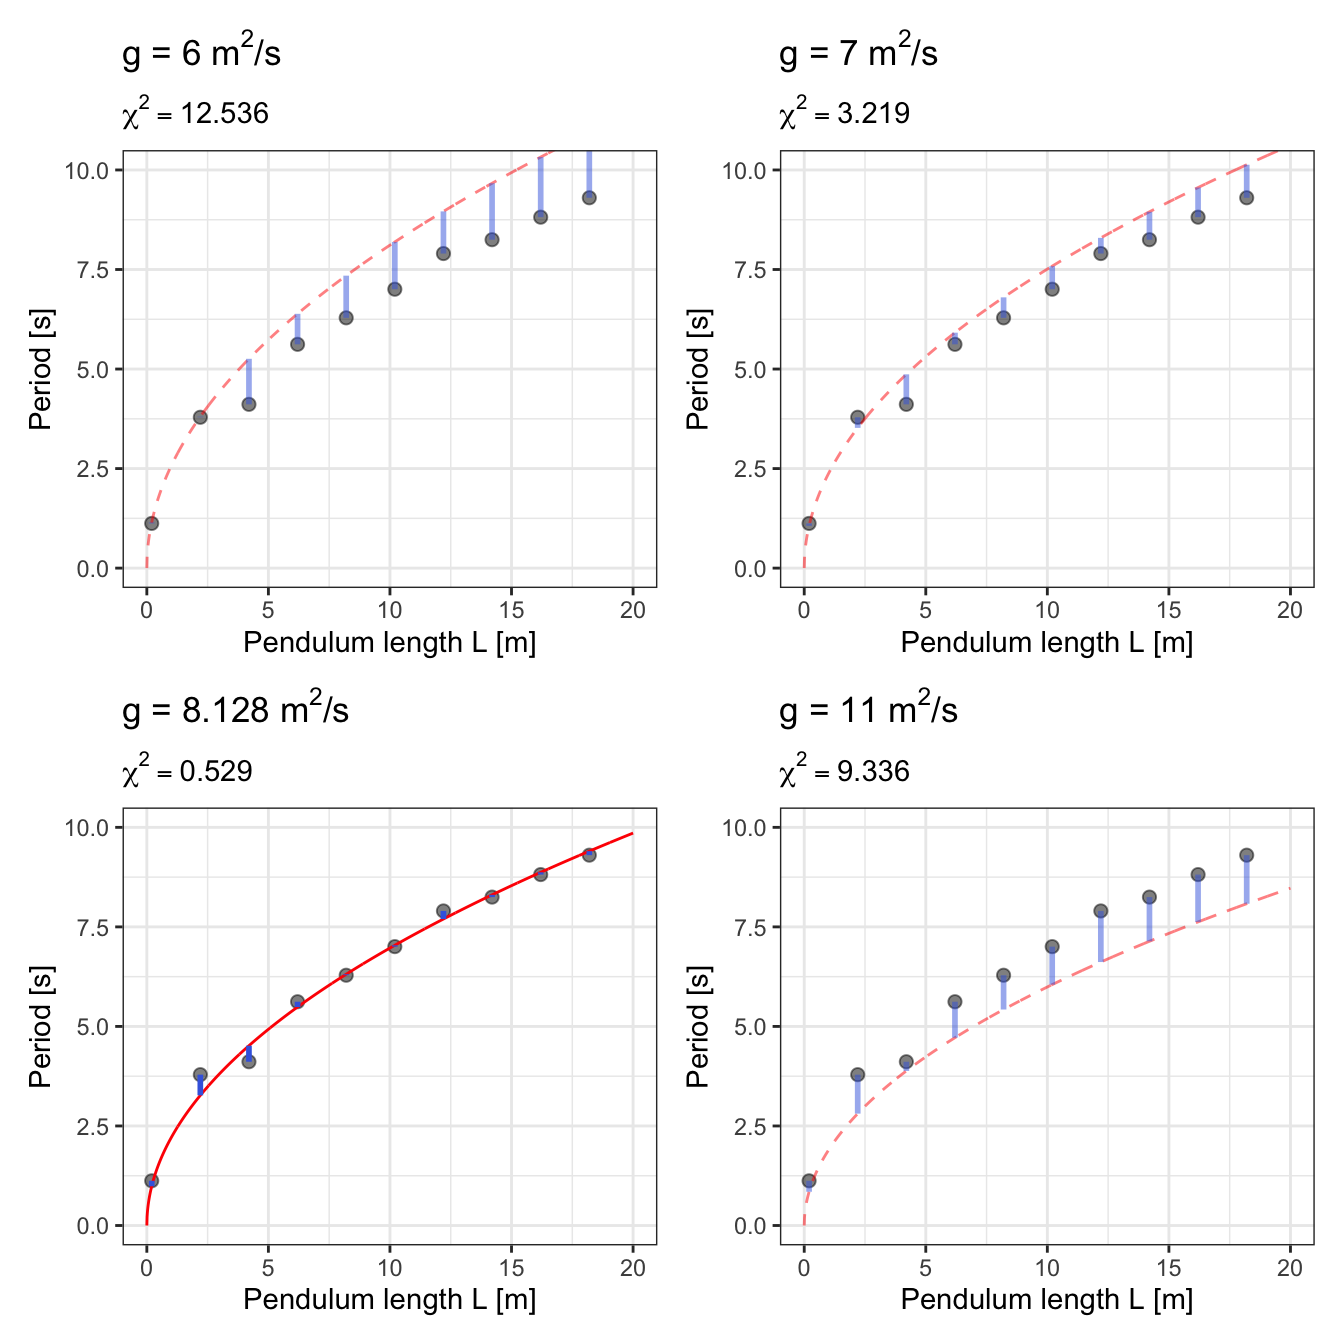 g = 6 m²/s
χ² = 12.536
10.0
7.5
5.0
2.5
0.0
Period [s]
0 5 10 15 20
Pendulum length L [m]
g = 7 m²/s
χ² = 3.219
10.0
7.5
5.0
2.5
0.0
Period [s]
0 5 10 15 20
Pendulum length L [m]
g = 8.128 m²/s
χ² = 0.529
10.0
7.5
5.0
2.5
0.0
Period [s]
0 5 10 15 20
Pendulum length L [m]
g = 11 m²/s
χ² = 9.336
10.0
7.5
5.0
2.5
0.0
Period [s]
0 5 10 15 20
Pendulum length L [m]